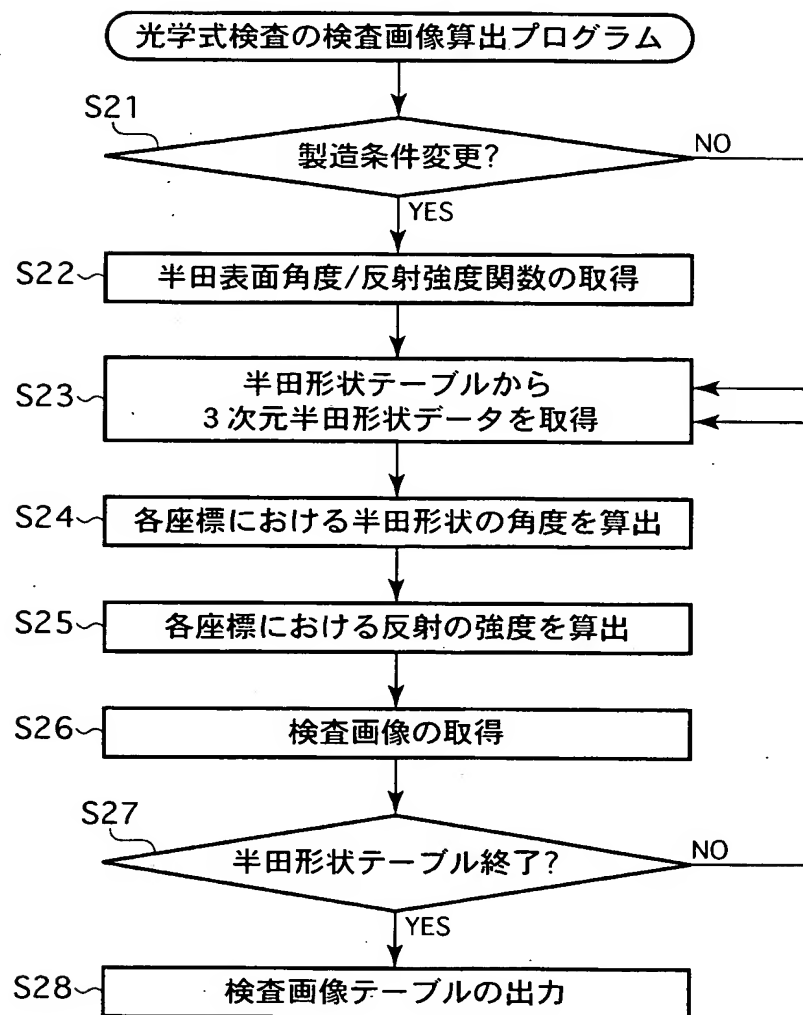 光学式検査の検査画像算出プログラム
S21
製造条件変更?
NO
YES
S22
半田表面角度/反射強度関数の取得
S23
半田形状テーブルから
3次元半田形状データを取得
S24
各座標における半田形状の角度を算出
S25
各座標における反射の強度を算出
S26
検査画像の取得
S27
半田形状テーブル終了?
NO
YES
S28
検査画像テーブルの出力